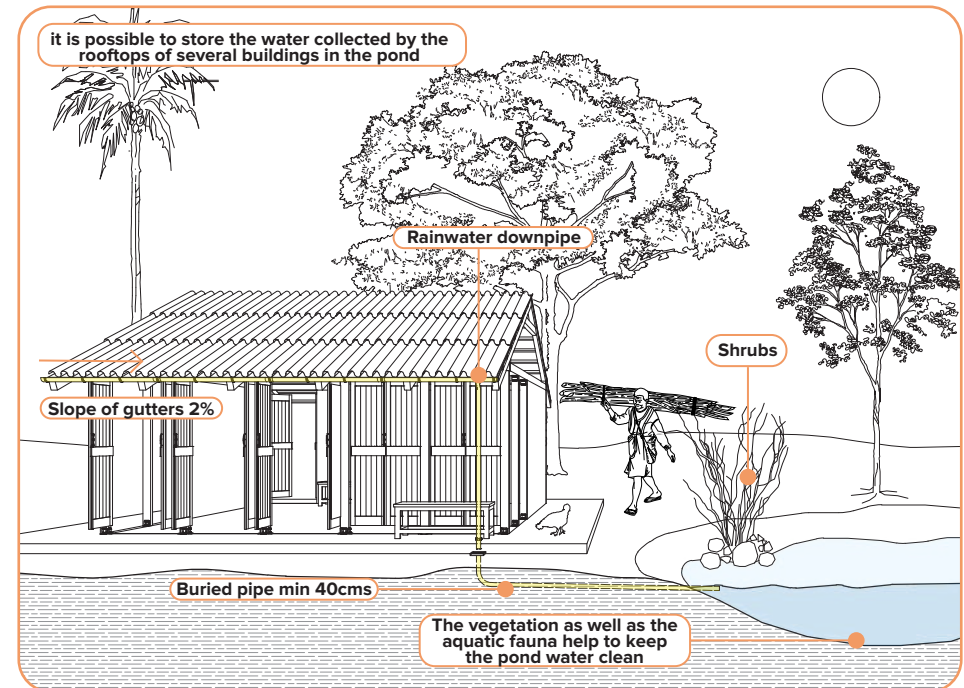 it is possible to store the water collected by the
rooftops of several buildings in the pond
Rainwater downpipe
Shrubs
Slope of gutters 2%
Buried pipe min 40cms
The vegetation as well as the
aquatic fauna help to keep
the pond water clean